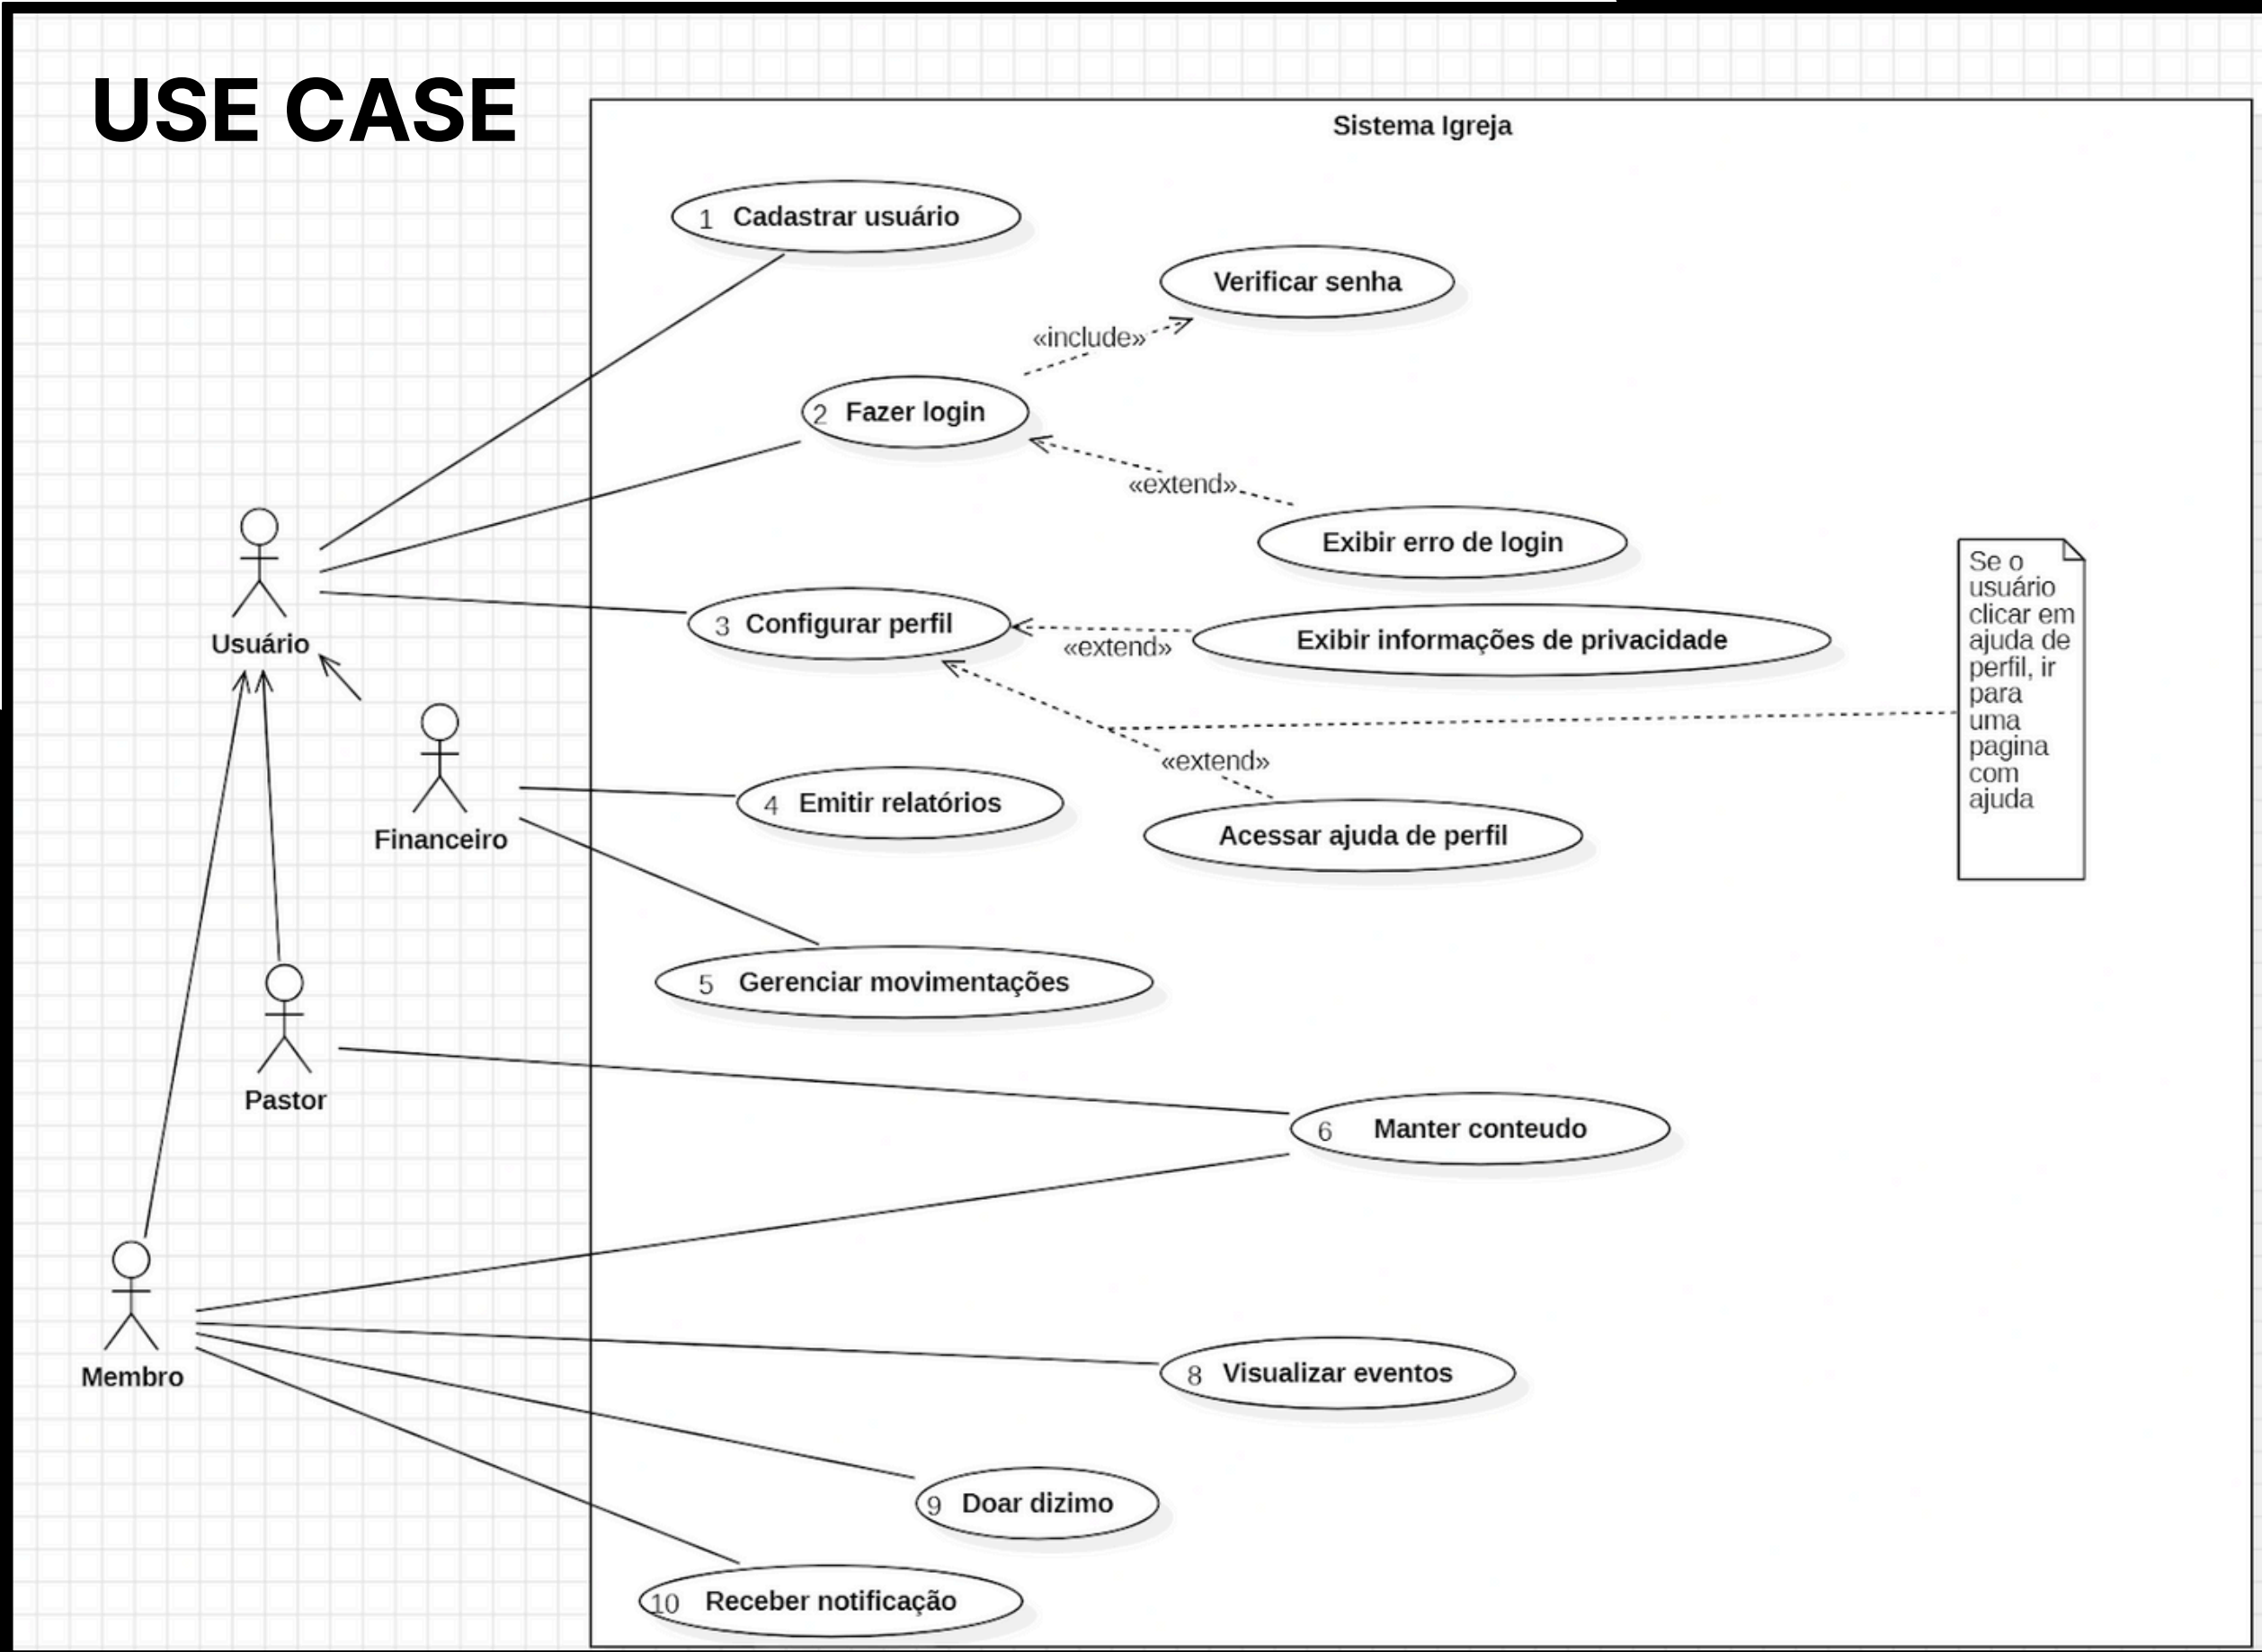 USE CASE
Sistema Igreja
1 Cadastrar usuário
Verificar senha
«include»
2 Fazer login
«extend»
Exibir erro de login
Usuário
3 Configurar perfil
«extend»
Exibir informações de privacidade
Se o
usuário
clicar em
ajuda de
perfil, ir
para
uma
pagina
com
ajuda
«extend»
Financeiro
4 Emitir relatórios
Acessar ajuda de perfil
5 Gerenciar movimentações
Pastor
6 Manter conteudo
Membro
8 Visualizar eventos
9 Doar dizimo
10 Receber notificação